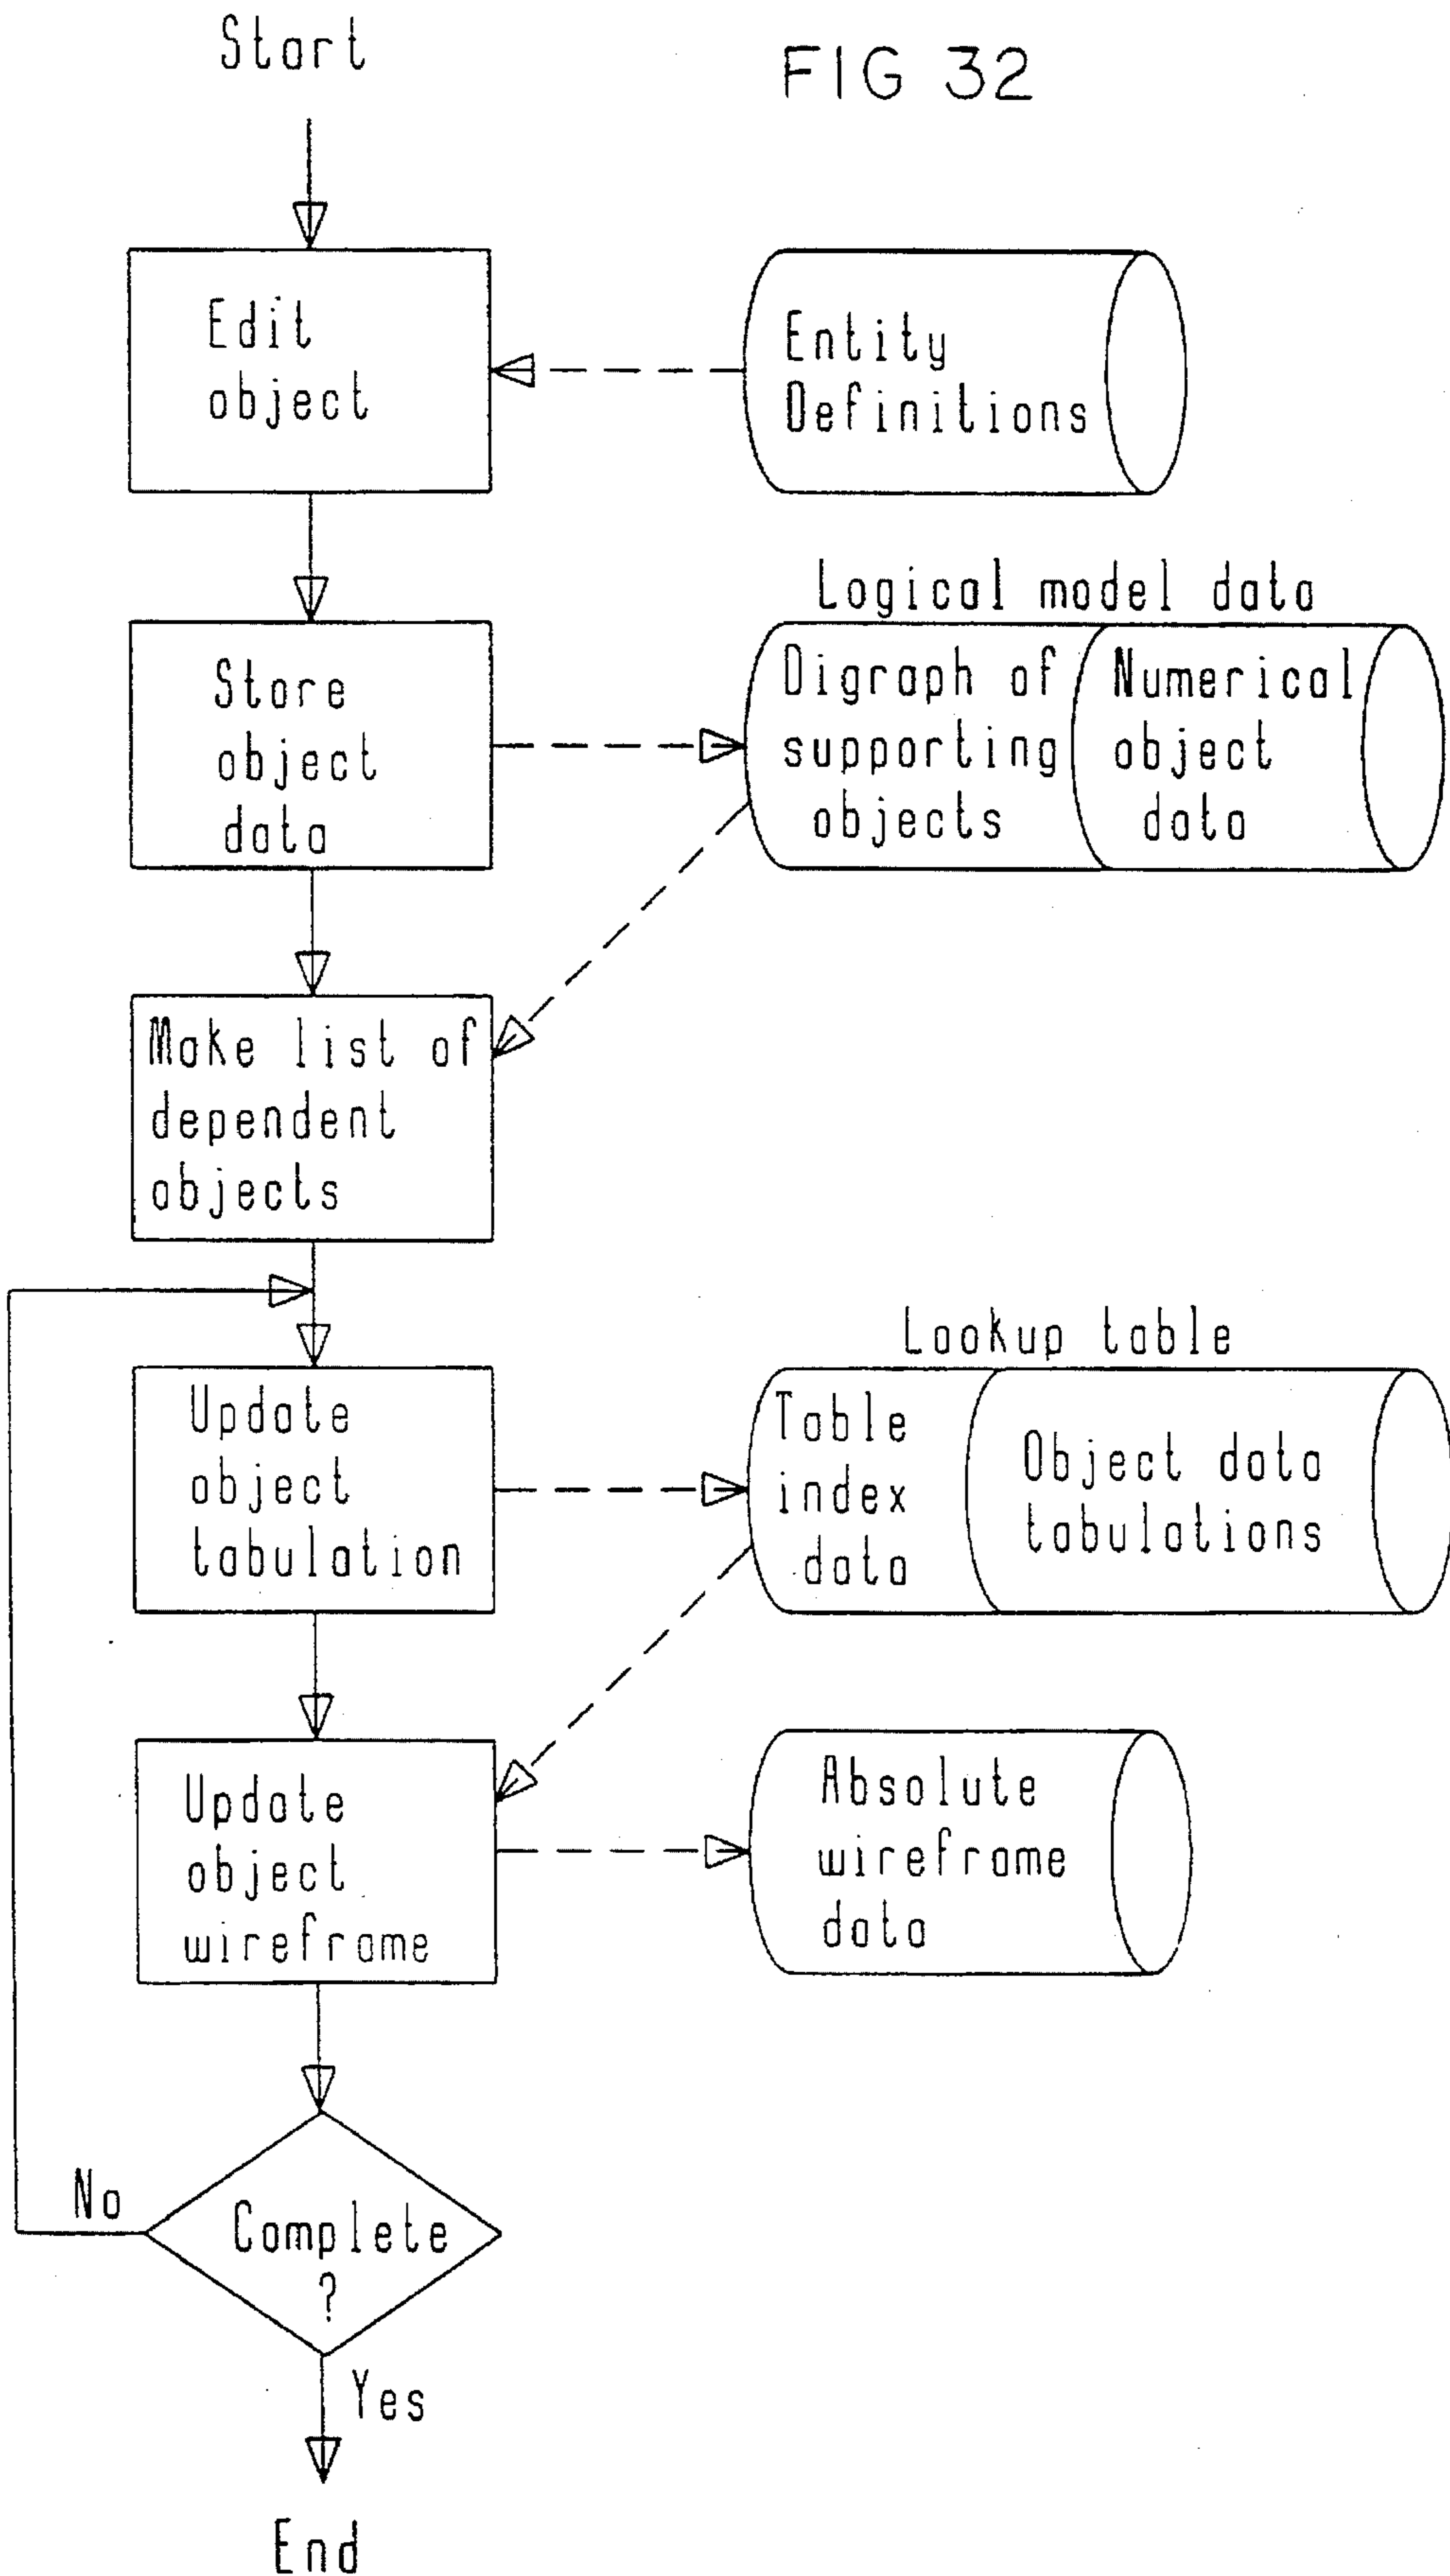 Start
FIG 32
Edit
object
Entity
Definitions
Store
object
data
Logical model data
Digraph of
supporting
objects
Numerical
object
data
Make list of
dependent
objects
Update
object
tabulation
Lookup table
Table
index
data
Object data
tabulations
Update
object
wireframe
Absolute
wireframe
data
No
Complete
?
Yes
End